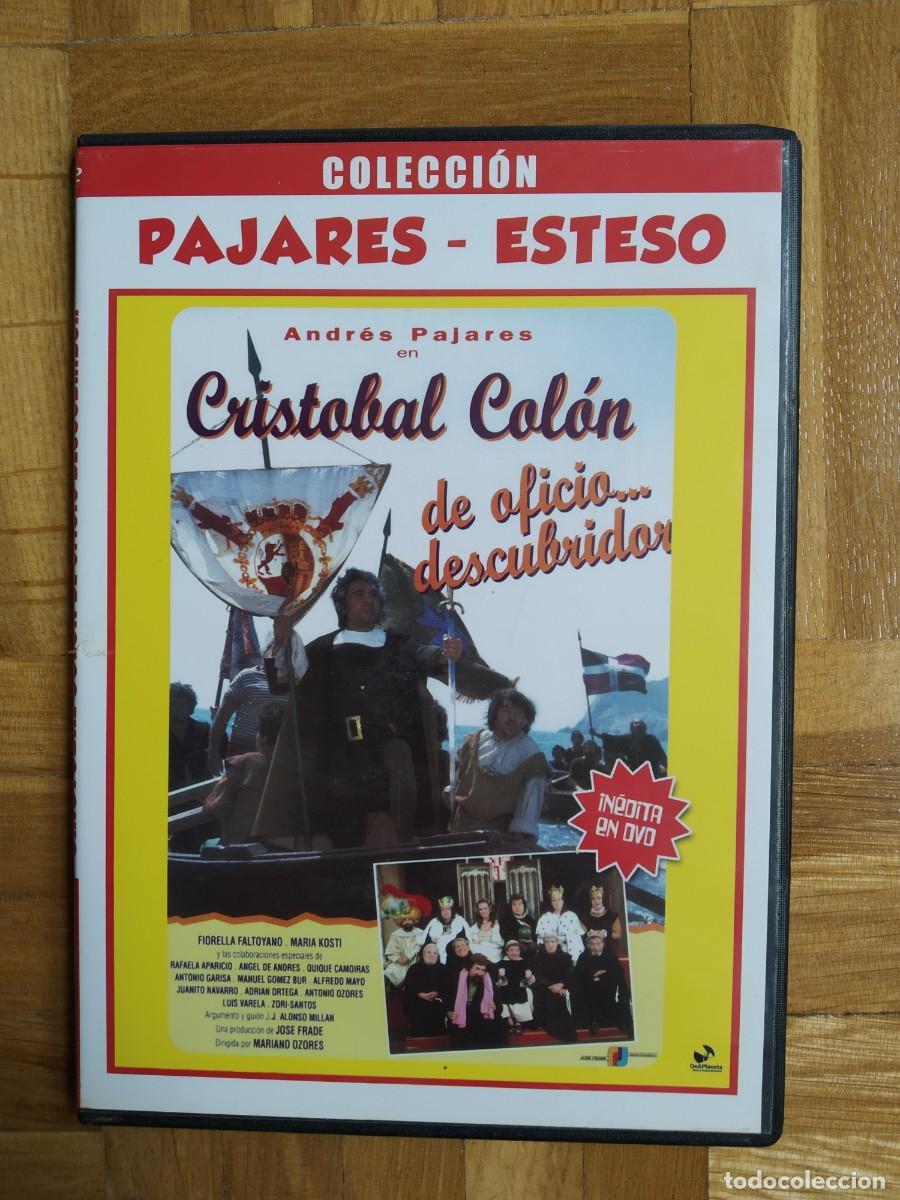 COLECCIÓN
PAJARES - ESTESO
Andrés Pajares
en
Cristobal Colón
de oficio...
descubridor
INÉDITA
EN DVD
FIORELLA FALTOYANO . MARIA KOSTI
y las colaboraciones especiales de
RAFAELA APARICIO . ANGEL DE ANDRES . QUIQUE CAMOIRAS
ANTONIO GARISA . MANUEL GOMEZ BUR . ALFREDO MAYO
JUANITO NAVARRO . ADRIAN ORTEGA . ANTONIO OZORES
LUIS VARELA . ZORI-SANTOS
Argumento y guión J.J. ALONSO MILLAN
Una producción de JOSE FRADE
Dirigida por MARIANO OZORES
JOSE FRADE
DeAPlaneta
todocoleccion